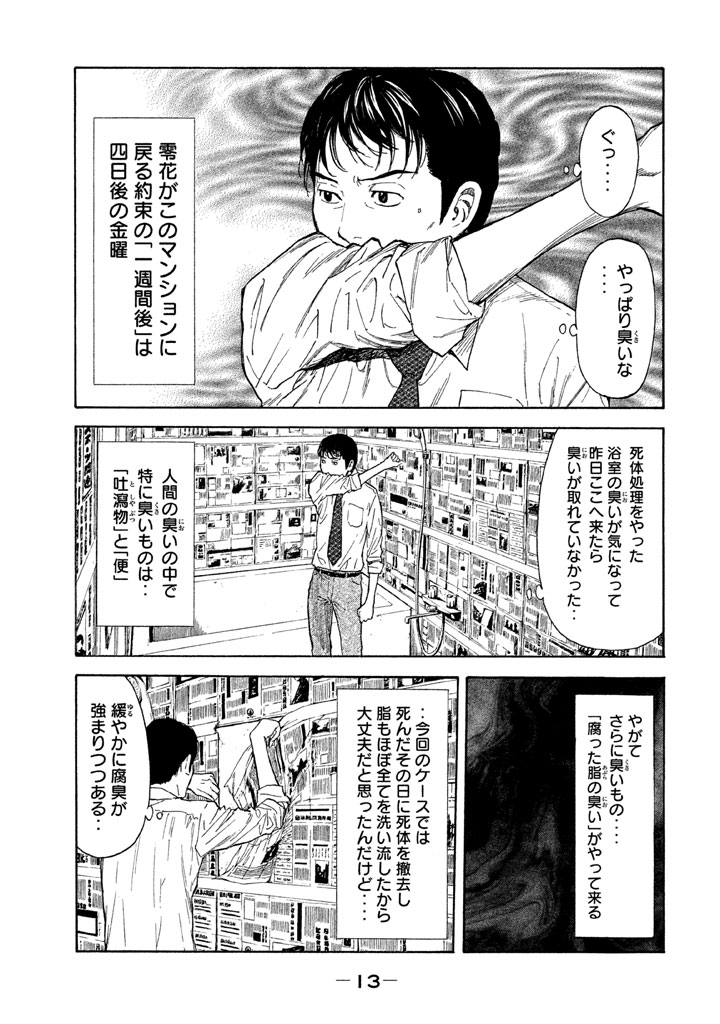 ぐっ‥‥
やっぱり臭いな
‥‥
零花がこのマンションに
戻る約束の「一週間後」は
四日後の金曜
死体処理をやった
浴室の臭いが気になって
昨日ここへ来たら
臭いが取れていなかった‥
人間の臭いの中で
特に臭いものは‥
「吐瀉物」と「便」
やがて
さらに臭いもの‥‥
「腐った脂の臭い」がやって来る
‥今回のケースでは
死んだその日に死体を撤去し
脂もほぼ全てを洗い流したから
大丈夫だと思ったんだけど‥‥
緩やかに腐臭が
強まりつつある‥
—13—